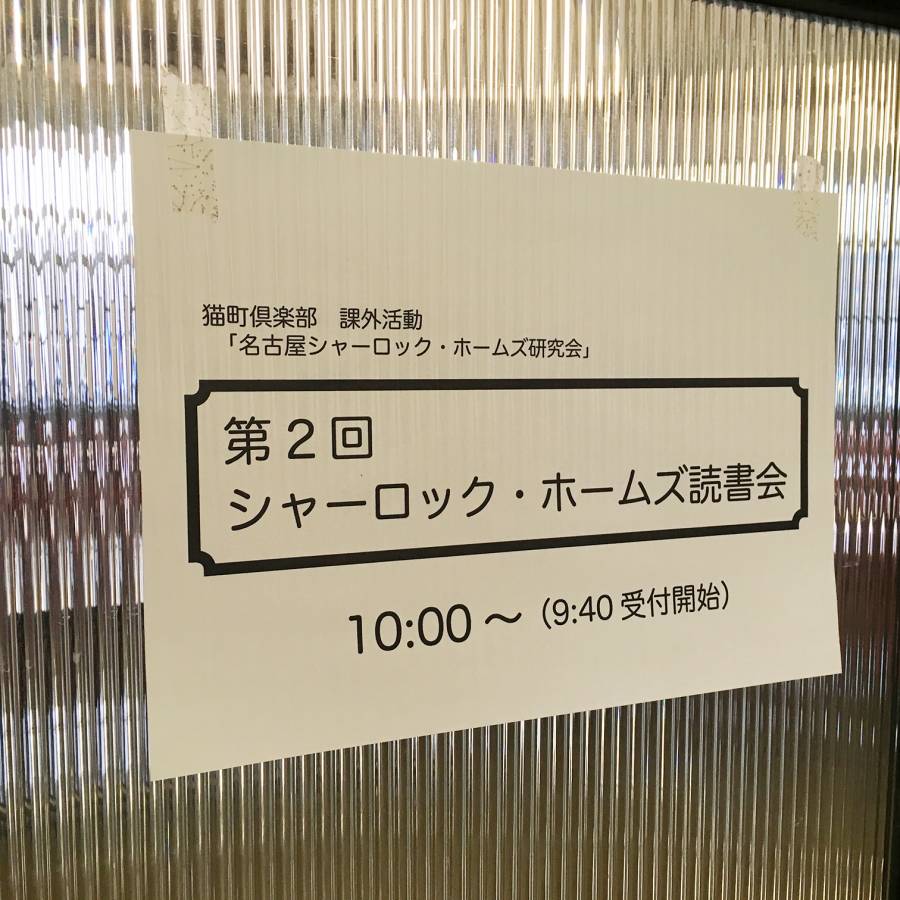 猫町倶楽部　課外活動
「名古屋シャーロック・ホームズ研究会」
第２回
シャーロック・ホームズ読書会
10:00～（9:40 受付開始）